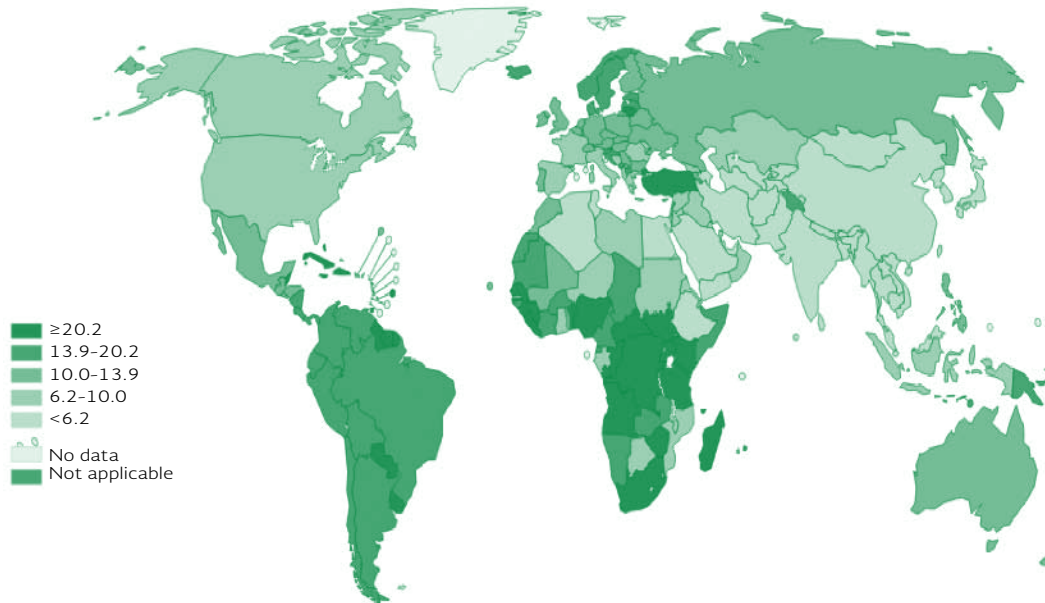 ≥20.2
13.9–20.2
10.0–13.9
6.2–10.0
<6.2
No data
Not applicable